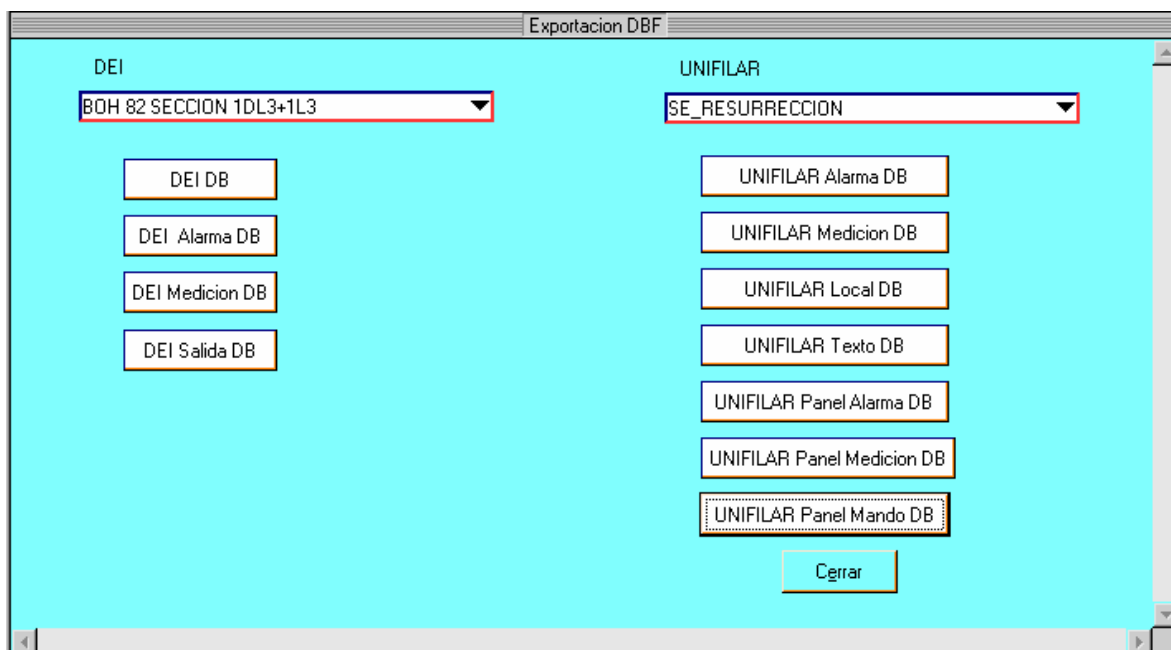 Exportacion DBF
DEI
BOH 82 SECCION 1DL3+1L3
DEI DB
DEI Alarma DB
DEI Medicion DB
DEI Salida DB
UNIFILAR
SE_RESURRECCION
UNIFILAR Alarma DB
UNIFILAR Medicion DB
UNIFILAR Local DB
UNIFILAR Texto DB
UNIFILAR Panel Alarma DB
UNIFILAR Panel Medicion DB
UNIFILAR Panel Mando DB
Cerrar